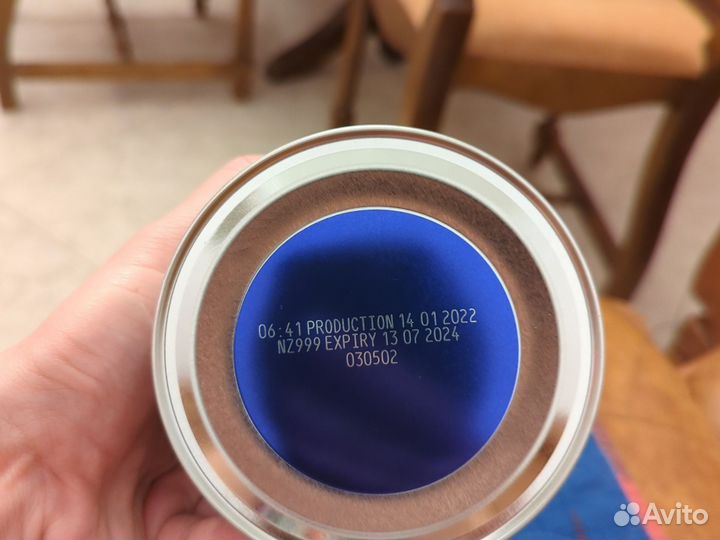 06:41 PRODUCTION 14 01 2022
NZ999 EXPIRY 13 07 2024
030502
Avito